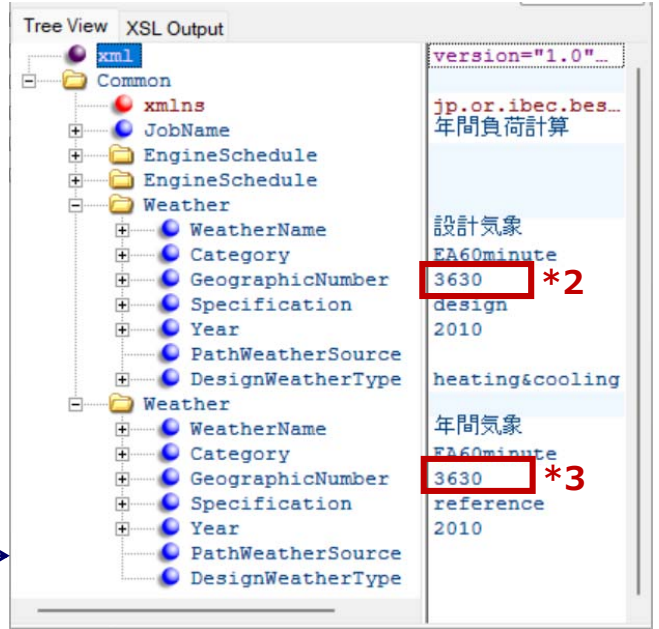 Tree View XSL Output
xml version="1.0"…
Common
xmlns jp.or.ibec.bes…
JobName 年間負荷計算
EngineSchedule
EngineSchedule
Weather
WeatherName 設計気象
Category EA60minute
GeographicNumber 3630 *2
Specification design
Year 2010
PathWeatherSource
DesignWeatherType heating&cooling
Weather
WeatherName 年間気象
Category EA60minute
GeographicNumber 3630 *3
Specification reference
Year 2010
PathWeatherSource
DesignWeatherType